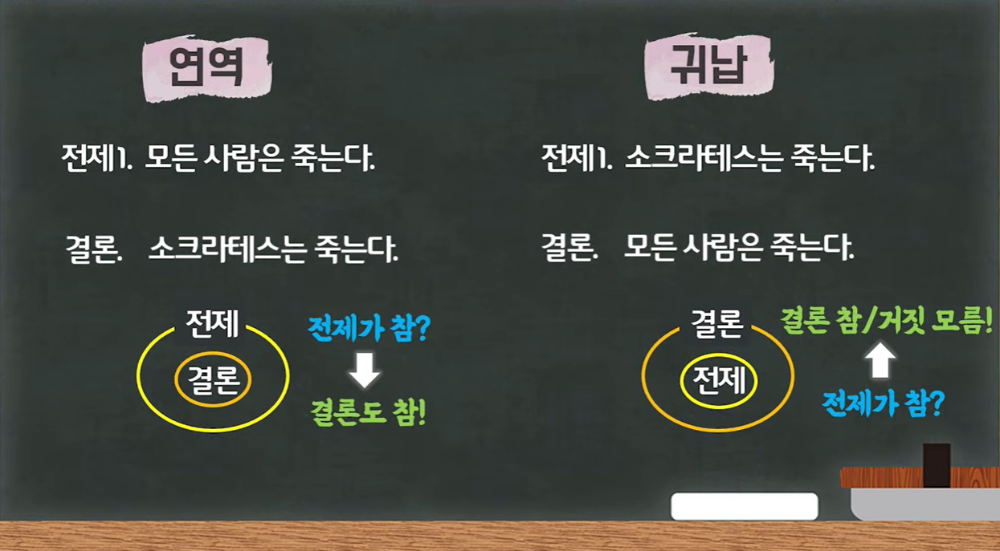 연역
전제1. 모든 사람은 죽는다.
결론. 소크라테스는 죽는다.
전제
결론
전제가 참?
결론도 참!
귀납
전제1. 소크라테스는 죽는다.
결론. 모든 사람은 죽는다.
결론
전제
결론 참/거짓 모름!
전제가 참?